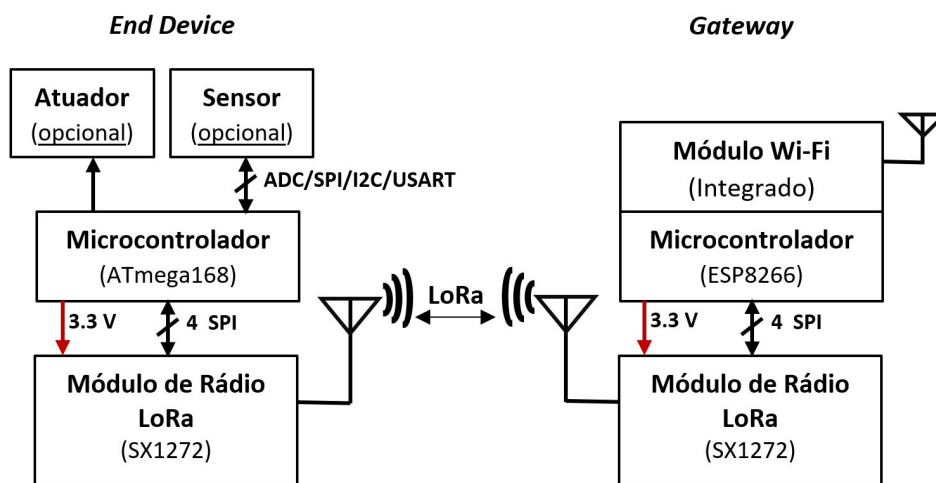 End Device
Gateway
Atuador
(opcional)
Sensor
(opcional)
ADC/SPI/I2C/USART
Microcontrolador
(ATmega168)
3.3 V
4 SPI
Módulo de Rádio
LoRa
(SX1272)
LoRa
Módulo Wi-Fi
(Integrado)
Microcontrolador
(ESP8266)
3.3 V
4 SPI
Módulo de Rádio
LoRa
(SX1272)